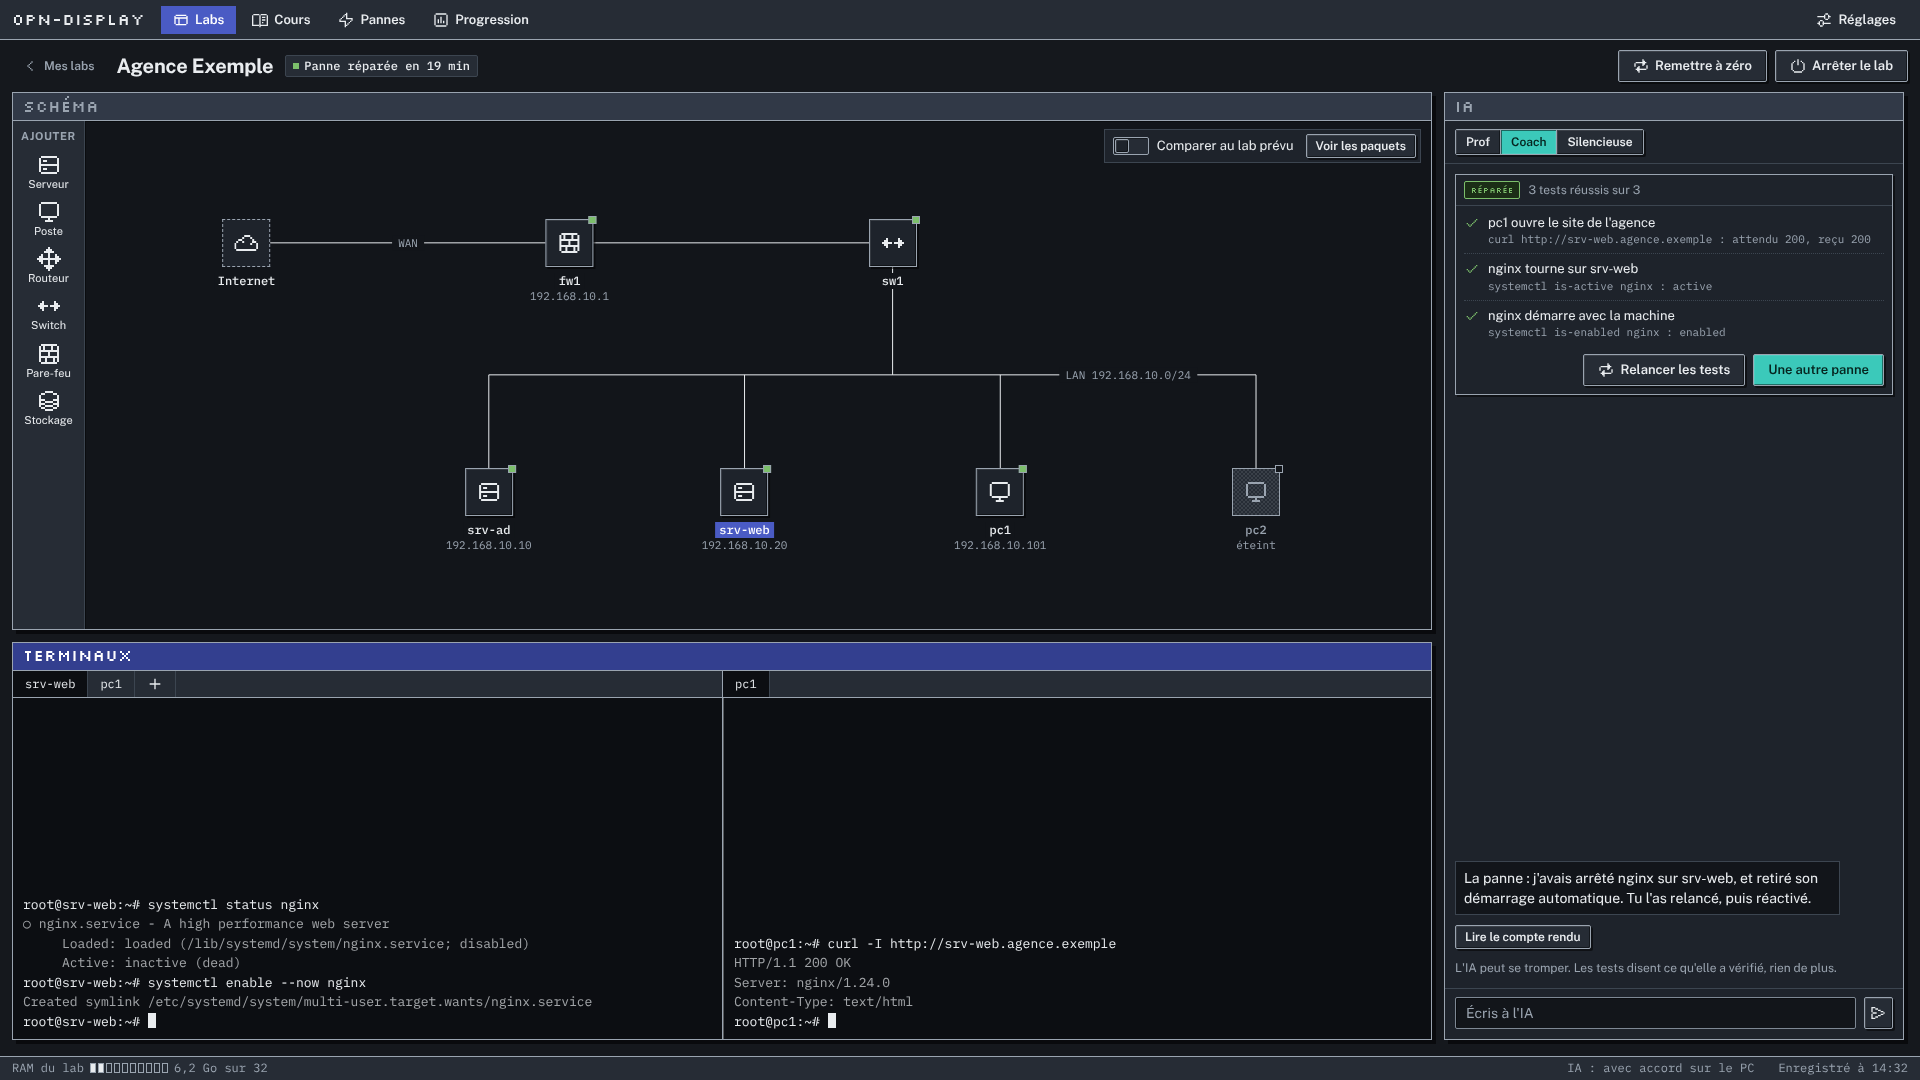 OPN-DISPLAY
Labs
Cours
Pannes
Progression
Réglages
Mes labs
Agence Exemple
Panne réparée en 19 min
Remettre à zéro
Arrêter le lab
SCHÉMA
AJOUTER
Serveur
Poste
Routeur
Switch
Pare-feu
Stockage
Comparer au lab prévu
Voir les paquets
Internet
WAN
fw1
192.168.10.1
sw1
LAN 192.168.10.0/24
srv-ad
192.168.10.10
srv-web
192.168.10.20
pc1
192.168.10.101
pc2
éteint
TERMINAUX
srv-web
pc1
+
root@srv-web:~# systemctl status nginx
○ nginx.service - A high performance web server
Loaded: loaded (/lib/systemd/system/nginx.service; disabled)
Active: inactive (dead)
root@srv-web:~# systemctl enable --now nginx
Created symlink /etc/systemd/system/multi-user.target.wants/nginx.service
root@srv-web:~#
pc1
root@pc1:~# curl -I http://srv-web.agence.exemple
HTTP/1.1 200 OK
Server: nginx/1.24.0
Content-Type: text/html
root@pc1:~#
IA
Prof
Coach
Silencieuse
RÉPARÉE
3 tests réussis sur 3
pc1 ouvre le site de l'agence
curl http://srv-web.agence.exemple : attendu 200, reçu 200
nginx tourne sur srv-web
systemctl is-active nginx : active
nginx démarre avec la machine
systemctl is-enabled nginx : enabled
Relancer les tests
Une autre panne
La panne : j'avais arrêté nginx sur srv-web, et retiré son
démarrage automatique. Tu l'as relancé, puis réactivé.
Lire le compte rendu
L'IA peut se tromper. Les tests disent ce qu'elle a vérifié, rien de plus.
Écris à l'IA
RAM du lab
6,2 Go sur 32
IA : avec accord sur le PC
Enregistré à 14:32